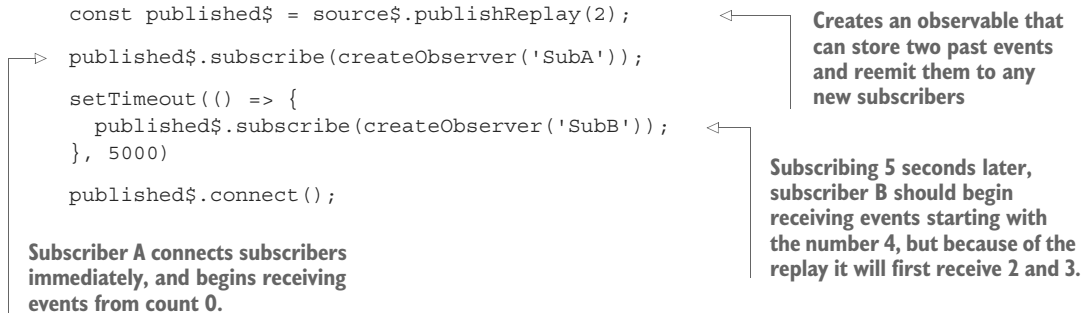 const published$ = source$.publishReplay(2);
Creates an observable that
can store two past events
and reemit them to any
new subscribers
published$.subscribe(createObserver('SubA'));
setTimeout(() => {
published$.subscribe(createObserver('SubB'));
}, 5000)
Subscribing 5 seconds later,
subscriber B should begin
receiving events starting with
the number 4, but because of the
replay it will first receive 2 and 3.
published$.connect();
Subscriber A connects subscribers
immediately, and begins receiving
events from count 0.